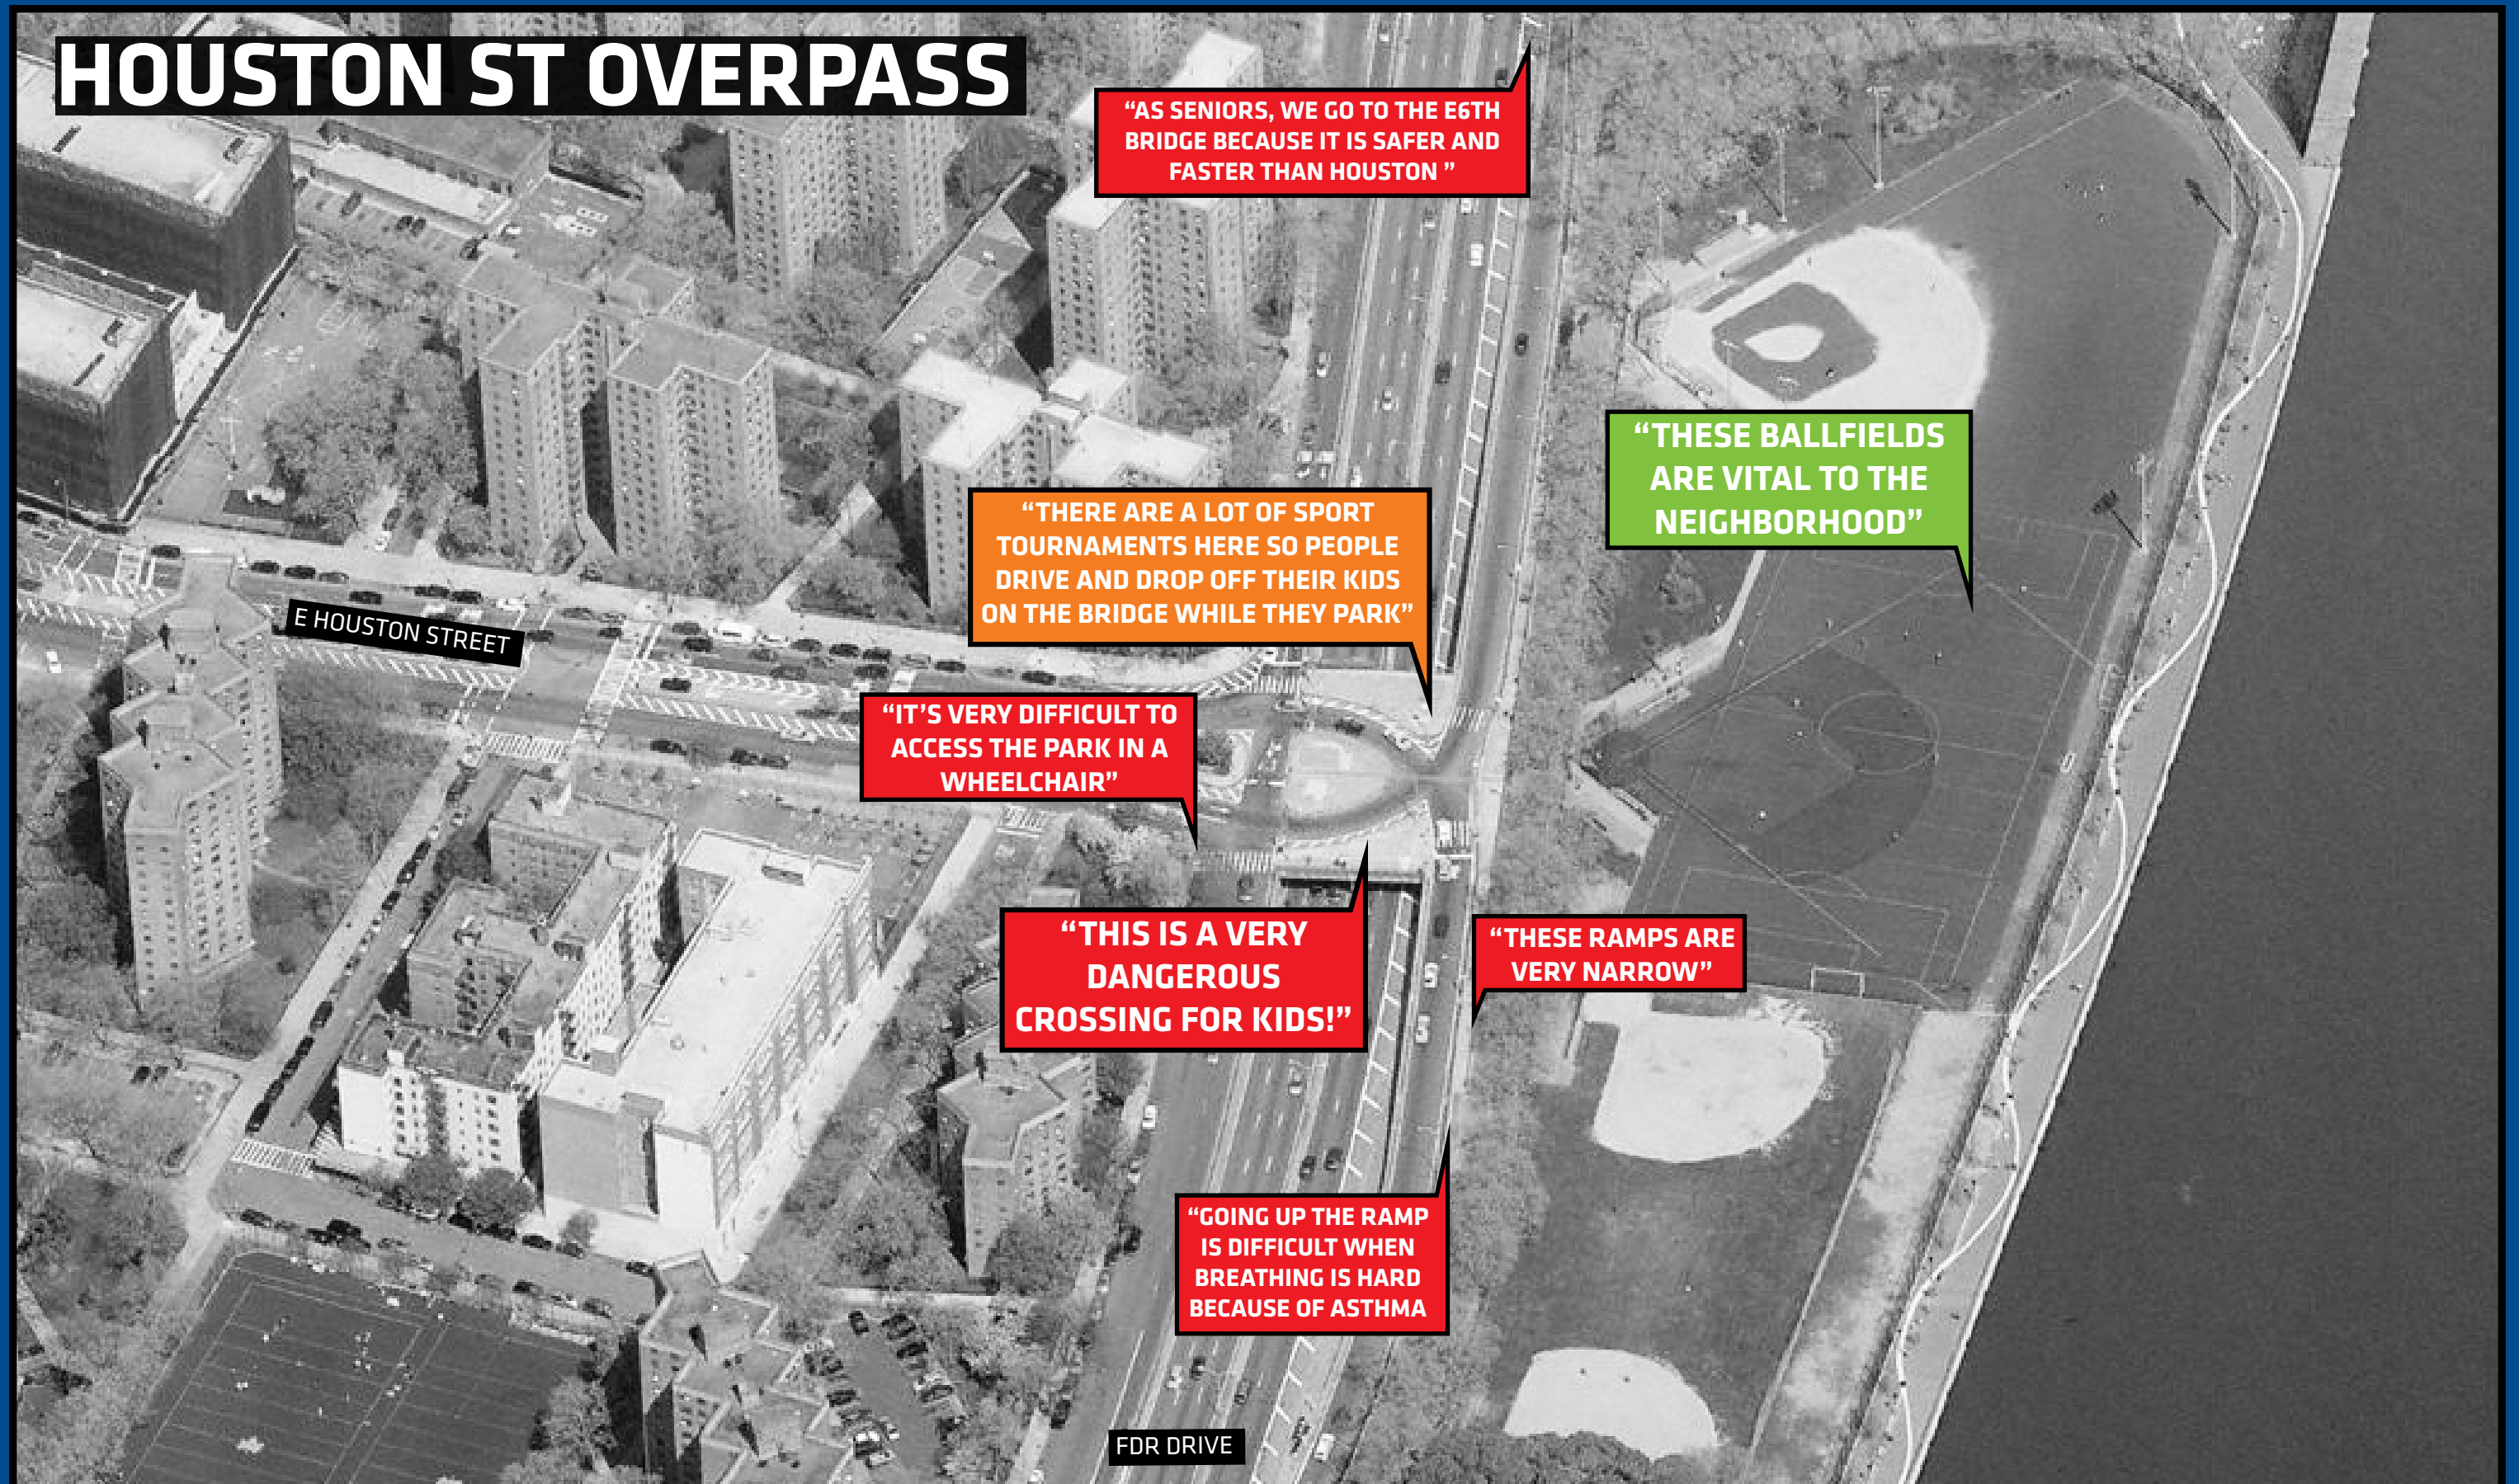 HOUSTON ST OVERPASS
“AS SENIORS, WE GO TO THE E6TH
BRIDGE BECAUSE IT IS SAFER AND
FASTER THAN HOUSTON ”
“THESE BALLFIELDS
ARE VITAL TO THE
NEIGHBORHOOD”
“THERE ARE A LOT OF SPORT
TOURNAMENTS HERE SO PEOPLE
DRIVE AND DROP OFF THEIR KIDS
ON THE BRIDGE WHILE THEY PARK”
E HOUSTON STREET
“IT’S VERY DIFFICULT TO
ACCESS THE PARK IN A
WHEELCHAIR”
“THIS IS A VERY
DANGEROUS
CROSSING FOR KIDS!”
“THESE RAMPS ARE
VERY NARROW”
“GOING UP THE RAMP
IS DIFFICULT WHEN
BREATHING IS HARD
BECAUSE OF ASTHMA
FDR DRIVE